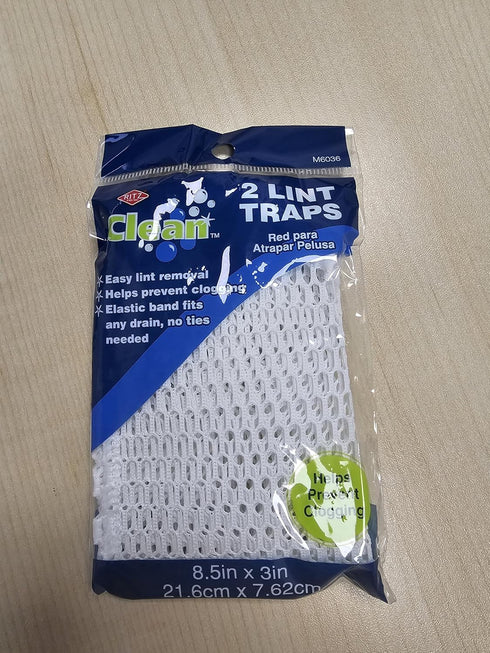 M6036
RITZ
Clean™
2 LINT
TRAPS
Red para
Atrapar Pelusa
Easy lint removal
Helps prevent clogging
Elastic band fits
any drain, no ties
needed
Helps
Prevent
Clogging
8.5in x 3in
21.6cm x 7.62cm